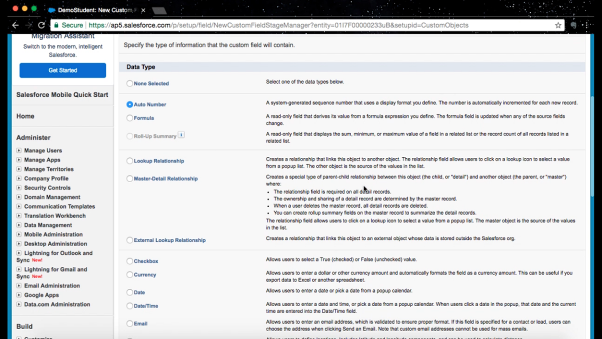 DemoStudent: New Custom F
Secure
https://ap5.salesforce.com/p/setup/field/NewCustomFieldStageManager?entity=01I7F00000233uB&setupid=CustomObjects
Migration Assistant
Switch to the modern, intelligent
Salesforce.
Get Started
Salesforce Mobile Quick Start
Home
Administer
Manage Users
Manage Apps
Manage Territories
Company Profile
Security Controls
Domain Management
Communication Templates
Translation Workbench
Data Management
Mobile Administration
Desktop Administration
Lightning for Outlook and
Sync New!
Lightning for Gmail and
Sync New!
Email Administration
Google Apps
Data.com Administration
Build
Specify the type of information that the custom field will contain.
Data Type
None Selected
Select one of the data types below.
Auto Number
A system-generated sequence number that uses a display format you define. The number is automatically incremented for each new record.
Formula
A read-only field that derives its value from a formula expression you define. The formula field is updated when any of the source fields
change.
Roll-Up Summary
A read-only field that displays the sum, minimum, or maximum value of a field in a related list or the record count of all records listed in a
related list.
Lookup Relationship
Creates a relationship that links this object to another object. The relationship field allows users to click on a lookup icon to select a value
from a popup list. The other object is the source of the values in the list.
Master-Detail Relationship
Creates a special type of parent-child relationship between this object (the child, or "detail") and another object (the parent, or "master")
where:
• The relationship field is required on all detail records.
• The ownership and sharing of a detail record are determined by the master record.
• When a user deletes the master record, all detail records are deleted.
• You can create rollup summary fields on the master record to summarize the detail records.
The relationship field allows users to click on a lookup icon to select a value from a popup list. The master object is the source of the values
in the list.
External Lookup Relationship
Creates a relationship that links this object to an external object whose data is stored outside the Salesforce org.
Checkbox
Allows users to select a True (checked) or False (unchecked) value.
Currency
Allows users to enter a dollar or other currency amount and automatically formats the field as a currency amount. This can be useful if you
export data to Excel or another spreadsheet.
Date
Allows users to enter a date or pick a date from a popup calendar.
Date/Time
Allows users to enter a date and time, or pick a date from a popup calendar. When users click a date in the popup, that date and the current
time are entered into the Date/Time field.
Email
Allows users to enter an email address, which is validated to ensure proper format. If this field is specified for a contact or lead, users can
choose the address when clicking Send an Email. Note that custom email addresses cannot be used for mass emails.